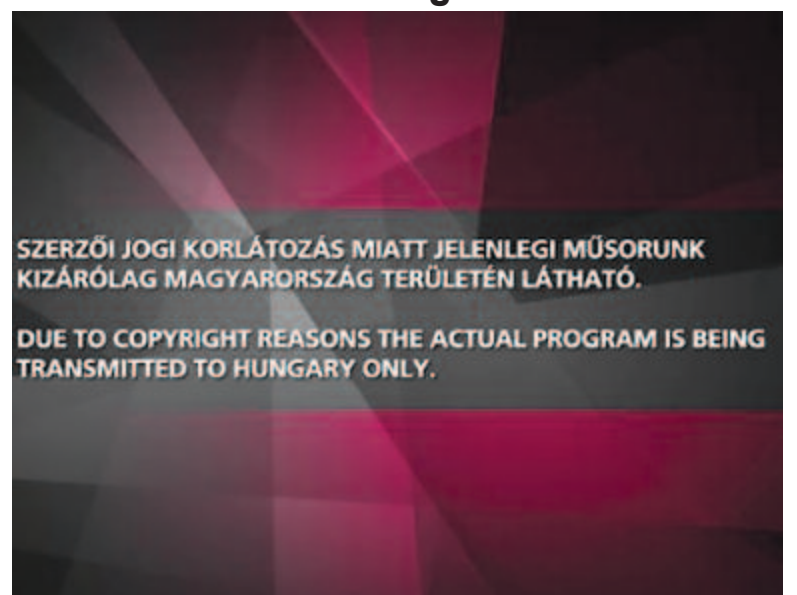 SZERZŐI JOGI KORLÁTOZÁS MIATT JELENLEGI MŰSORUNK
KIZÁRÓLAG MAGYARORSZÁG TERÜLETÉN LÁTHATÓ.
DUE TO COPYRIGHT REASONS THE ACTUAL PROGRAM IS BEING
TRANSMITTED TO HUNGARY ONLY.